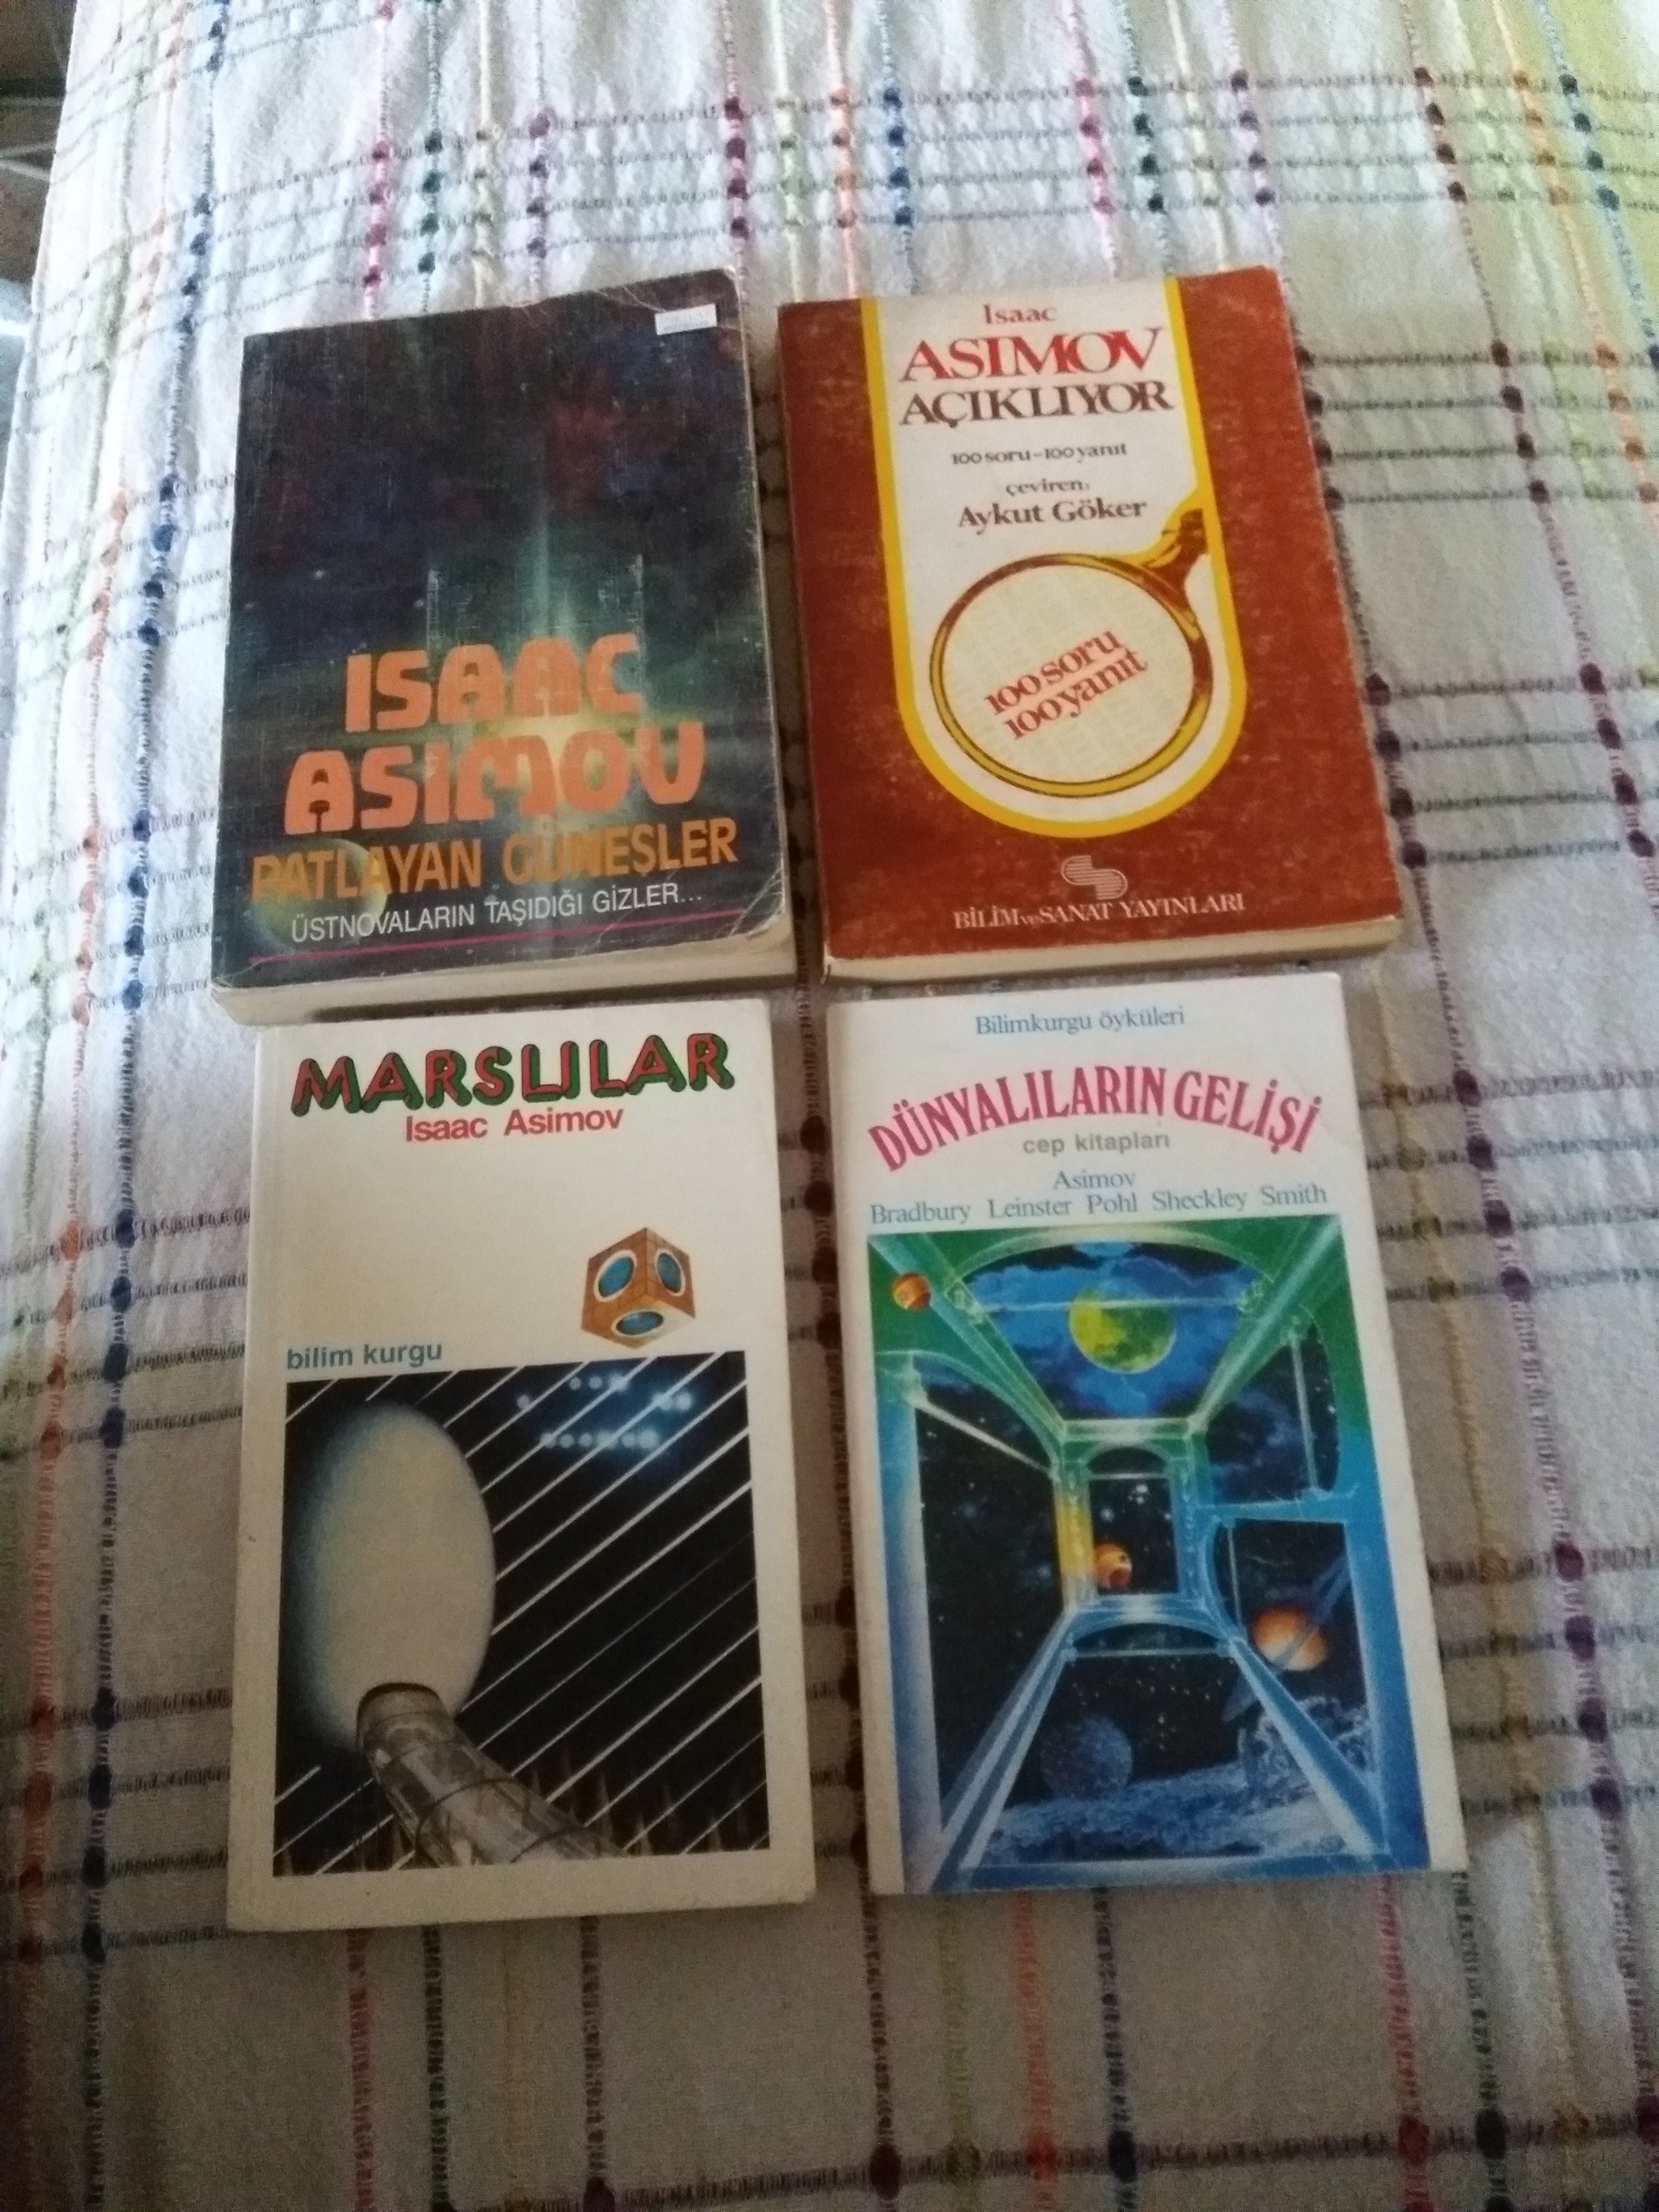 ISAAC
ASIMOV
PATLAYAN GÜNEŞLER
ÜSTNOVALARIN TAŞIDIĞI GİZLER...
Isaac
ASIMOV
AÇIKLIYOR
100 soru-100 yanıt
çeviren:
Aykut Göker
100 soru
100 yanıt
BİLİM ve SANAT YAYINLARI
MARSLILAR
Isaac Asimov
bilim kurgu
Bilimkurgu öyküleri
DÜNYALILARIN GELİŞİ
cep kitapları
Asimov
Bradbury Leinster Pohl Sheckley Smith